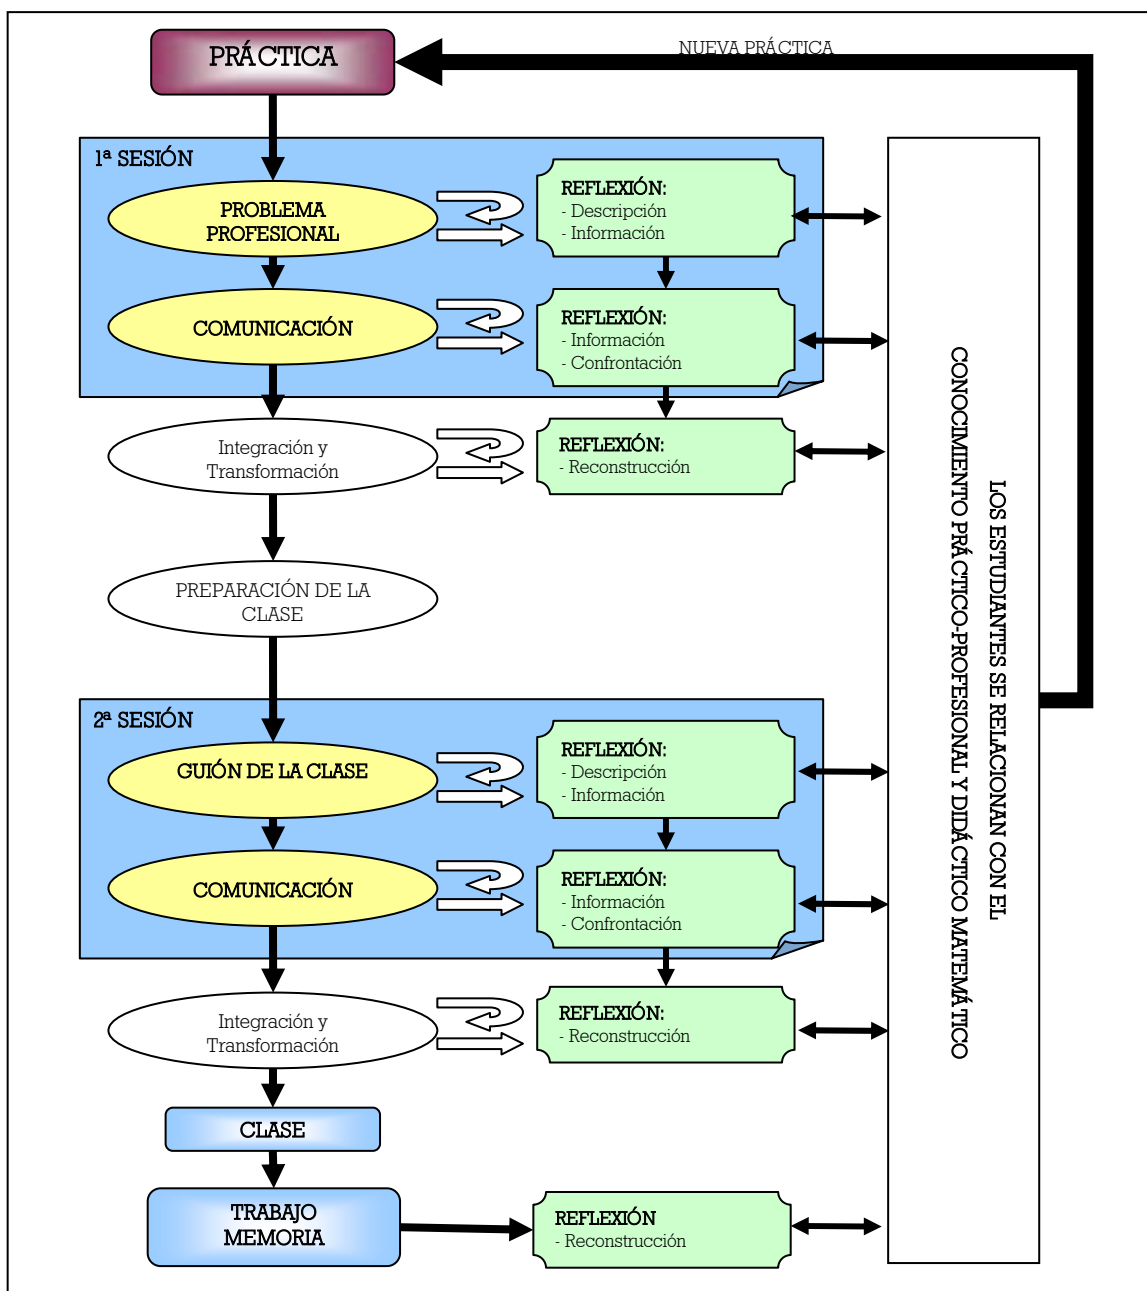 PRÁCTICA
NUEVA PRÁCTICA
1ª SESIÓN
PROBLEMA
PROFESIONAL
REFLEXIÓN:
- Descripción
- Información
COMUNICACIÓN
REFLEXIÓN:
- Información
- Confrontación
Integración y
Transformación
REFLEXIÓN:
- Reconstrucción
PREPARACIÓN DE LA
CLASE
2ª SESIÓN
GUIÓN DE LA CLASE
REFLEXIÓN:
- Descripción
- Información
COMUNICACIÓN
REFLEXIÓN:
- Información
- Confrontación
Integración y
Transformación
REFLEXIÓN:
- Reconstrucción
CLASE
TRABAJO
MEMORIA
REFLEXIÓN
- Reconstrucción
LOS ESTUDIANTES SE RELACIONAN CON EL
CONOCIMIENTO PRÁCTICO-PROFESIONAL Y DIDÁCTICO MATEMÁTICO